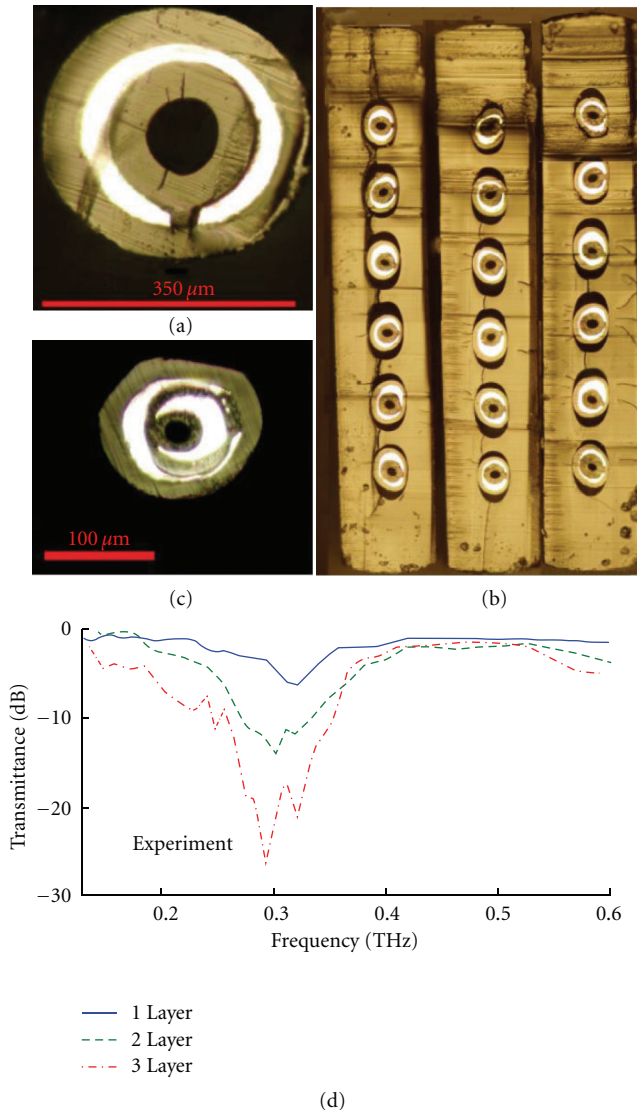 350 μm
(a)
100 μm
(c)
(b)
0
−10
−20
−30
Transmittance (dB)
Experiment
0.2
0.3
0.4
0.5
0.6
Frequency (THz)
1 Layer
2 Layer
3 Layer
(d)